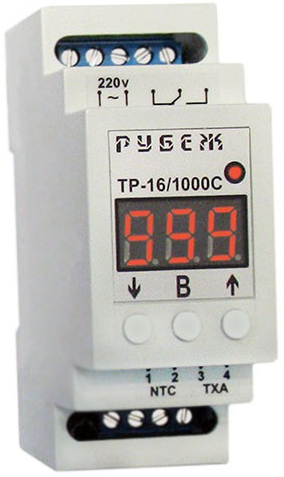 220v
~
РУБЕЖ
ТР-16/1000С
999
↓ В ↑
1 2 3 4
NTC ТХА